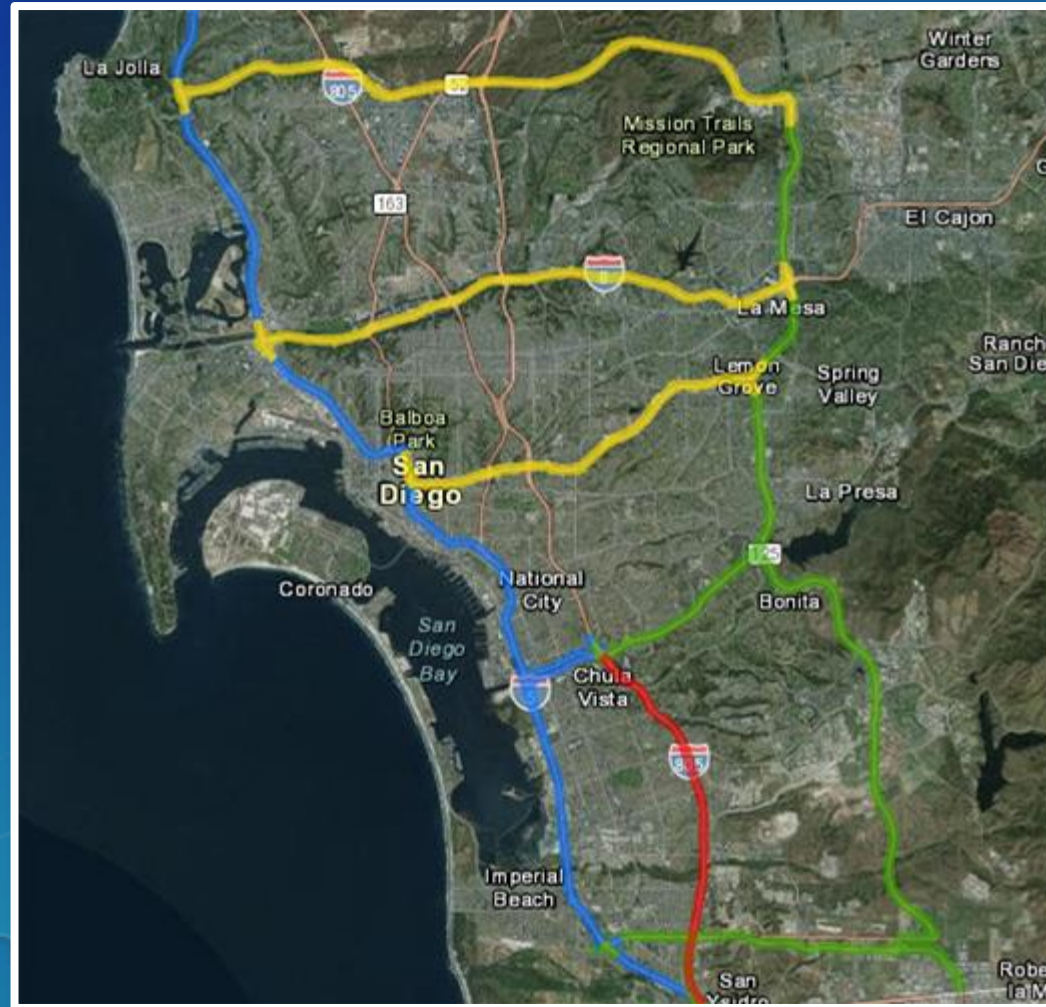 Winter
Gardens
La Jolla
805
52
Mission Trails
Regional Park
163
El Cajon
8
La Mesa
Ranch
San Die
Lemon
Grove
Spring
Valley
Balboa
Park
San
Diego
La Presa
125
National
City
Bonita
Coronado
San
Diego
Bay
Chula
Vista
5
805
Imperial
Beach
San
Ysidro
Robe
la M